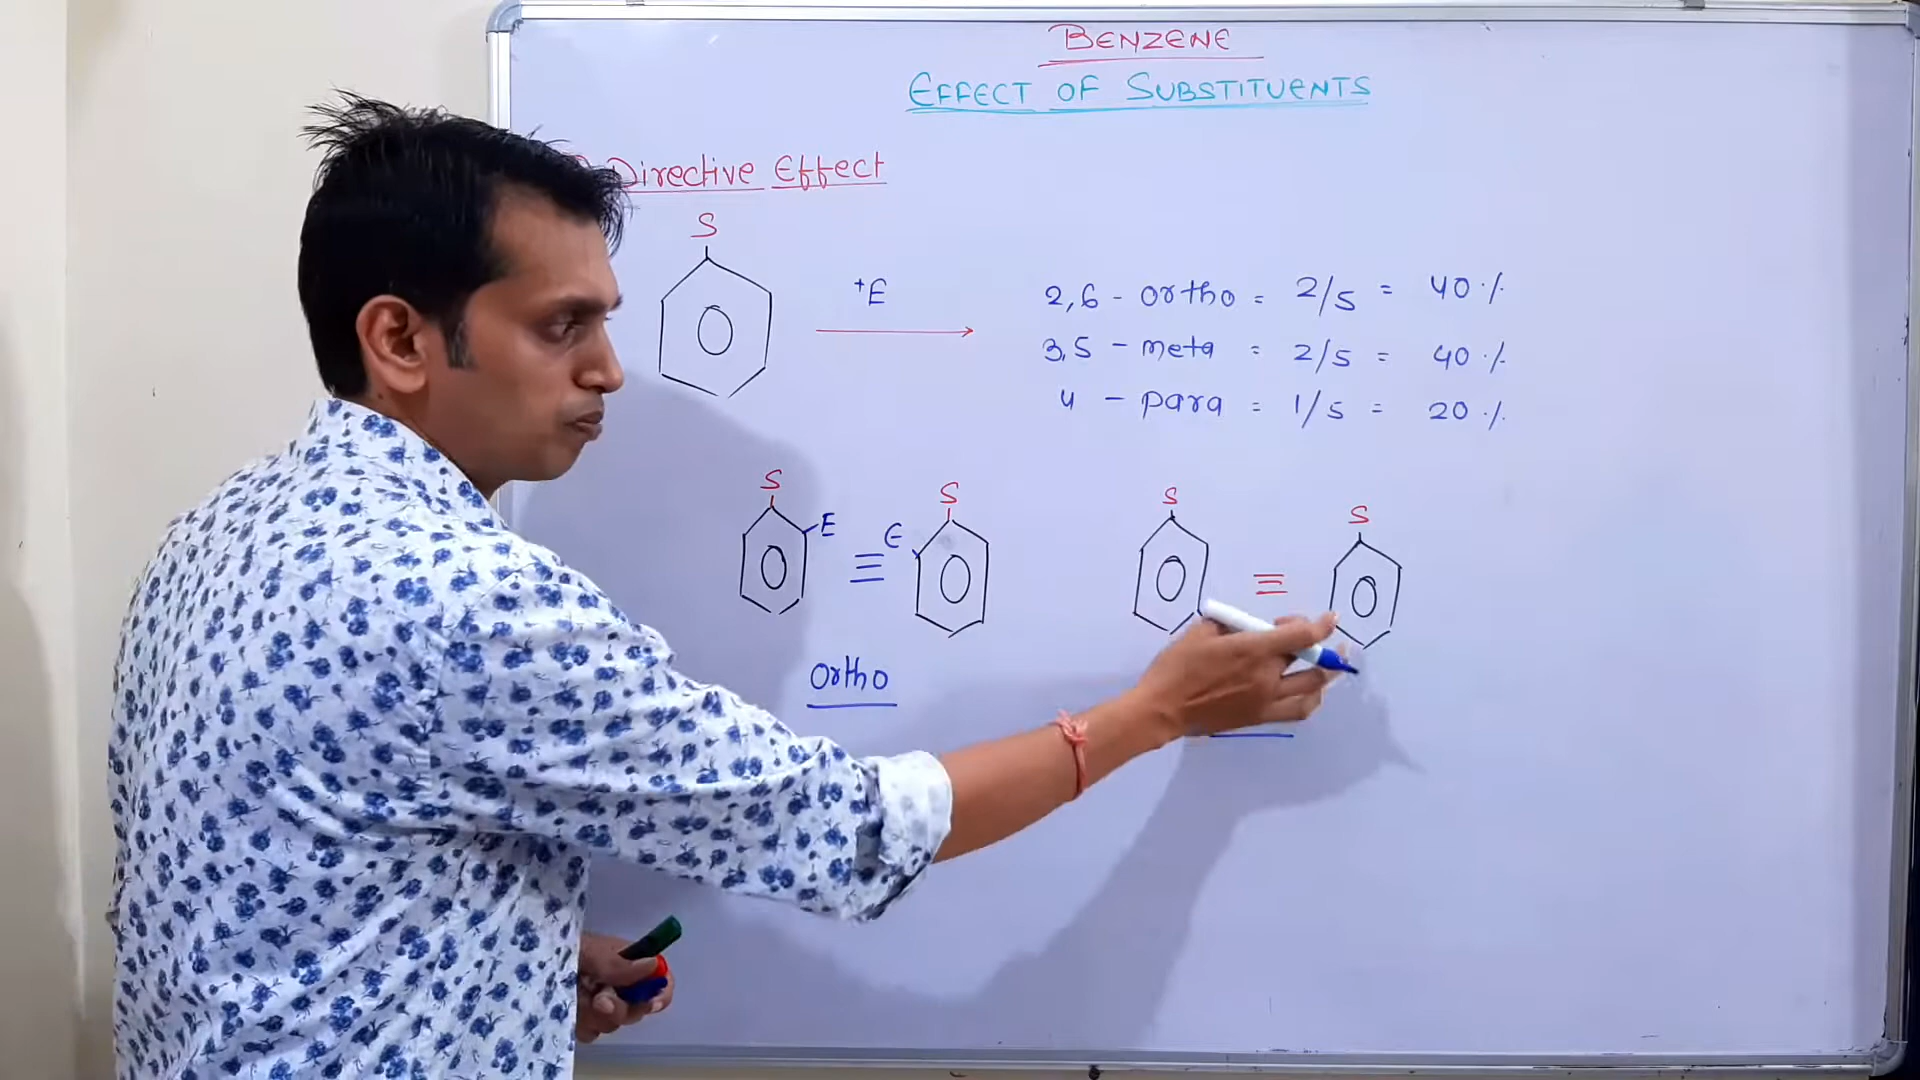 BENZENE
EFFECT OF SUBSTITUENTS
Directive Effect
S
+E
2,6 - ortho = 2/5 = 40 %
3,5 - meta = 2/5 = 40 %
4 - para = 1/5 = 20 %
S E ≡ E S
S ≡ S
Ortho